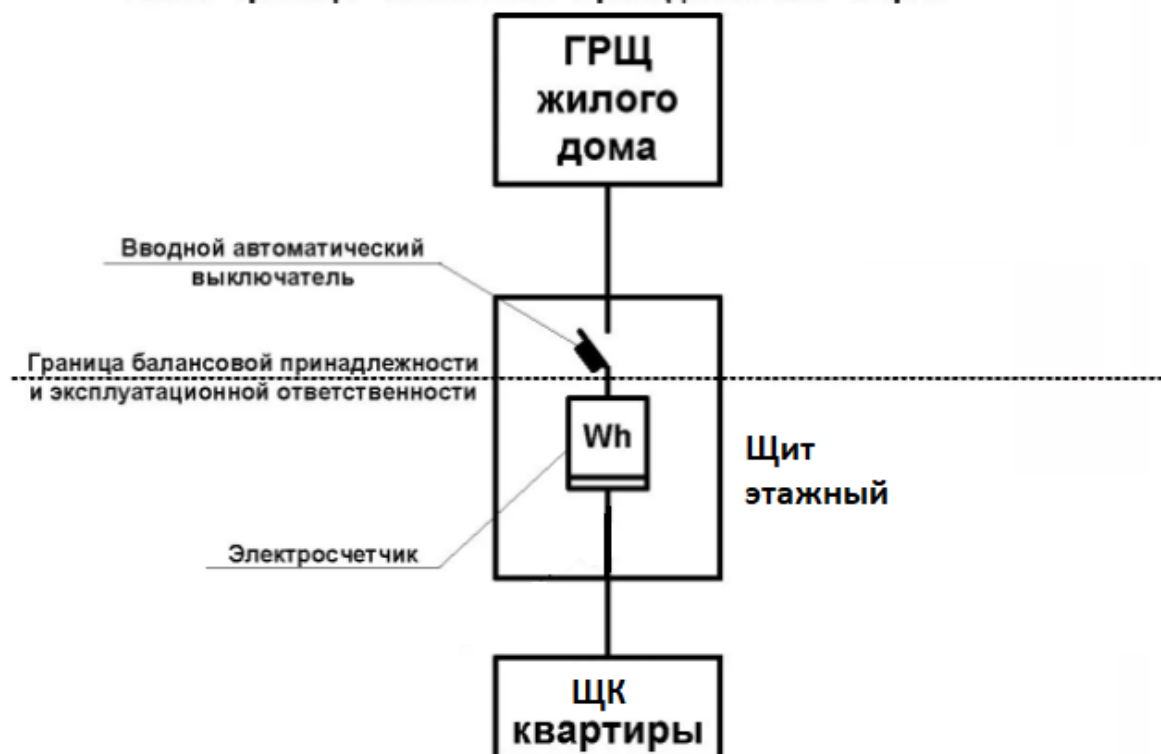 ГРЩ
жилого
дома
Вводной автоматический
выключатель
Граница балансовой принадлежности
и эксплуатационной ответственности
Wh
Щит
этажный
Электросчетчик
ЩК
квартиры